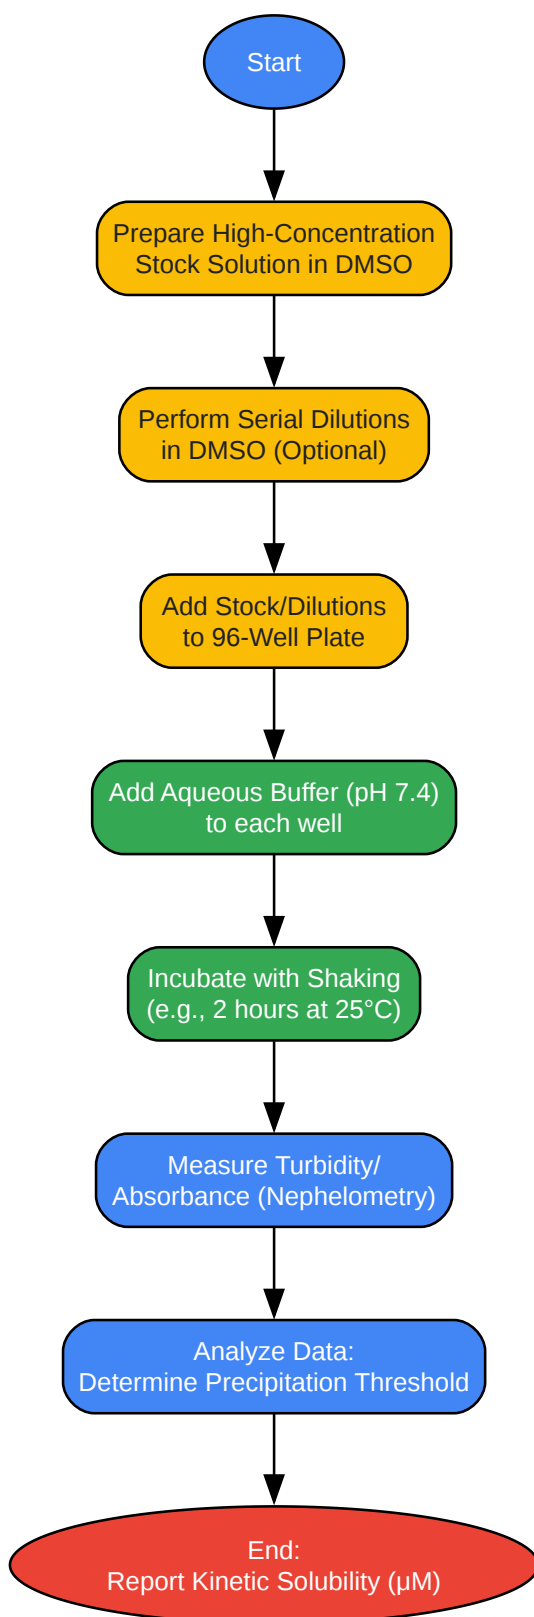 Start
Prepare High-Concentration
Stock Solution in DMSO
Perform Serial Dilutions
in DMSO (Optional)
Add Stock/Dilutions
to 96-Well Plate
Add Aqueous Buffer (pH 7.4)
to each well
Incubate with Shaking
(e.g., 2 hours at 25°C)
Measure Turbidity/
Absorbance (Nephelometry)
Analyze Data:
Determine Precipitation Threshold
End:
Report Kinetic Solubility (µM)